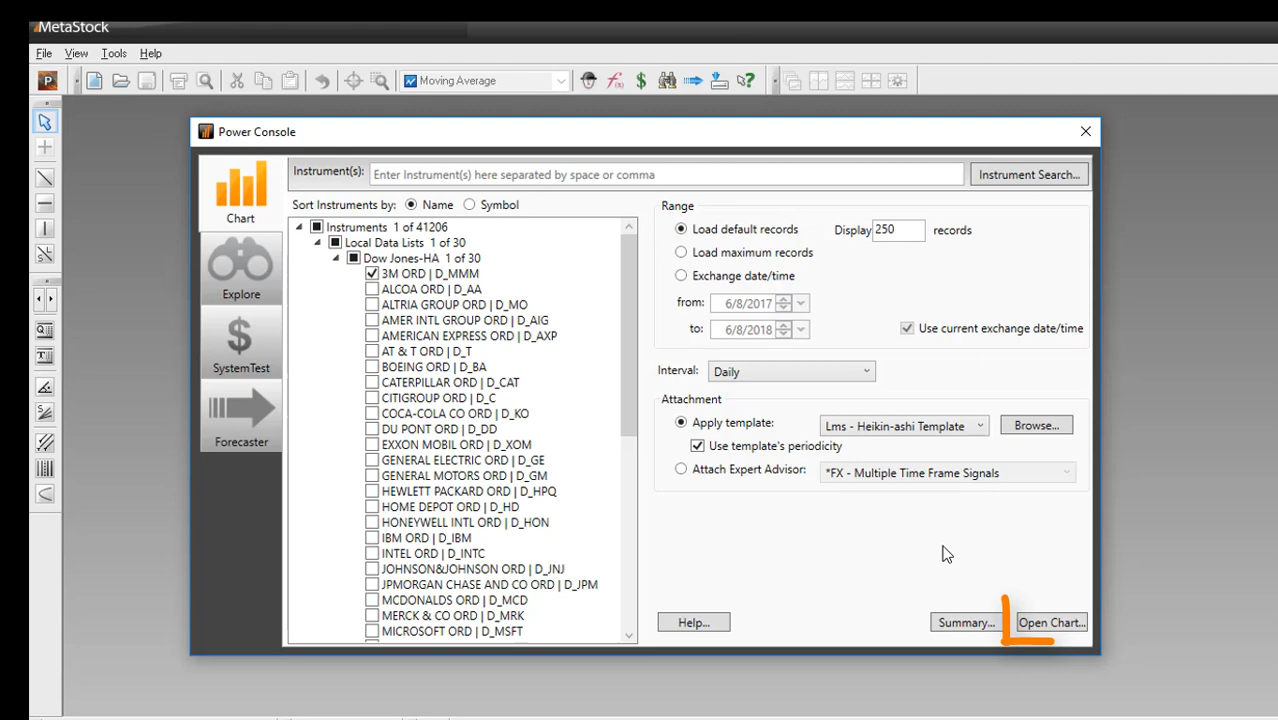 MetaStock
File View Tools Help
P Moving Average
Power Console
Chart
Explore
SystemTest
Forecaster
Instrument(s): Enter Instrument(s) here separated by space or comma Instrument Search...
Sort Instruments by: Name Symbol
Instruments 1 of 41206
Local Data Lists 1 of 30
Dow Jones-HA 1 of 30
3M ORD | D_MMM
ALCOA ORD | D_AA
ALTRIA GROUP ORD | D_MO
AMER INTL GROUP ORD | D_AIG
AMERICAN EXPRESS ORD | D_AXP
AT & T ORD | D_T
BOEING ORD | D_BA
CATERPILLAR ORD | D_CAT
CITIGROUP ORD | D_C
COCA-COLA CO ORD | D_KO
DU PONT ORD | D_DD
EXXON MOBIL ORD | D_XOM
GENERAL ELECTRIC ORD | D_GE
GENERAL MOTORS ORD | D_GM
HEWLETT PACKARD ORD | D_HPQ
HOME DEPOT ORD | D_HD
HONEYWELL INTL ORD | D_HON
IBM ORD | D_IBM
INTEL ORD | D_INTC
JOHNSON&JOHNSON ORD | D_JNJ
JPMORGAN CHASE AND CO ORD | D_JPM
MCDONALDS ORD | D_MCD
MERCK & CO ORD | D_MRK
MICROSOFT ORD | D_MSFT
Range
Load default records Display 250 records
Load maximum records
Exchange date/time
from: 6/8/2017
to: 6/8/2018 Use current exchange date/time
Interval: Daily
Attachment
Apply template: Lms - Heikin-ashi Template Browse...
Use template's periodicity
Attach Expert Advisor: *FX - Multiple Time Frame Signals
Help... Summary... Open Chart...